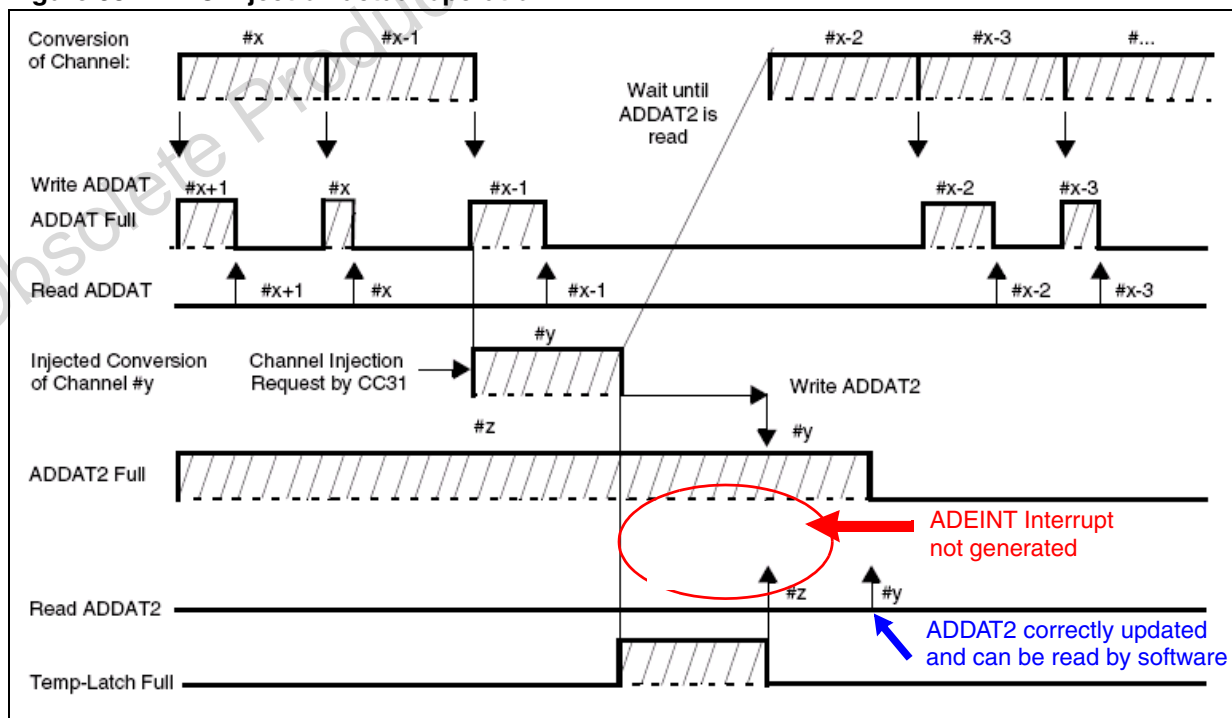 Conversion
of Channel:
#x
#x-1
#x-2
#x-3
#...
Wait until
ADDAT2 is
read
Write ADDAT
#x+1
#x
#x-1
#x-2
#x-3
ADDAT Full
Read ADDAT
#x+1
#x
#x-1
#x-2
#x-3
Injected Conversion
of Channel #y
Channel Injection
Request by CC31
#y
Write ADDAT2
#z
#y
ADDAT2 Full
ADEINT Interrupt
not generated
Read ADDAT2
#z
#y
ADDAT2 correctly updated
and can be read by software
Temp-Latch Full